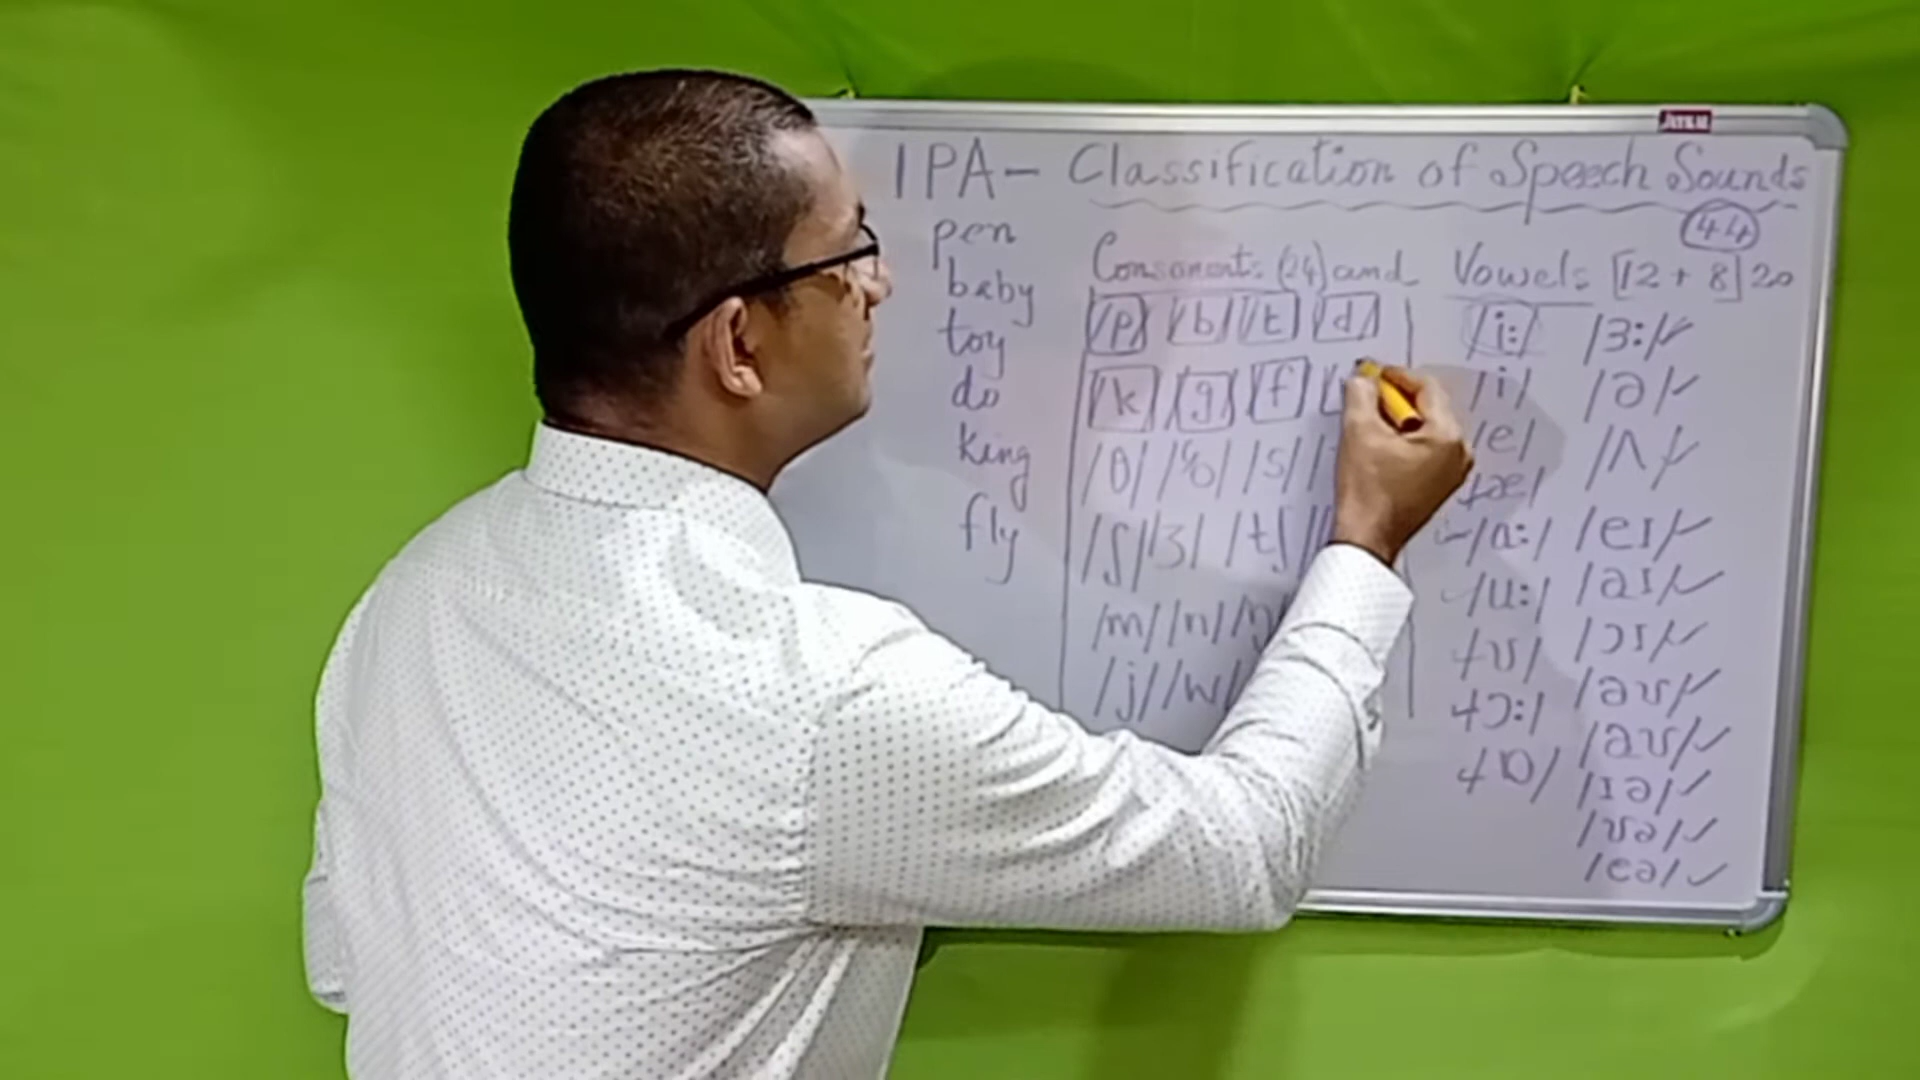 JAYKAL
IPA - Classification of Speech Sounds
44
pen
baby
toy
do
king
fly
Consonants (24) and Vowels [12 + 8] 20
/p/ /b/ /t/ /d/
/k/ /g/ /f/
/θ/ /ð/ /s/
/ʃ/ /ʒ/ /tʃ/
/m/ /n/ /ŋ
/j/ /w/
/i:/ /ɜ:/
/i/ /ə/
/e/ /ʌ/
/æ/
/ɑ:/ /eɪ/
/u:/ /aɪ/
/ʊ/ /ɔɪ/
/ɔ:/ /əʊ/
/ɒ/ /aʊ/
/ɪə/
/ʊə/
/eə/